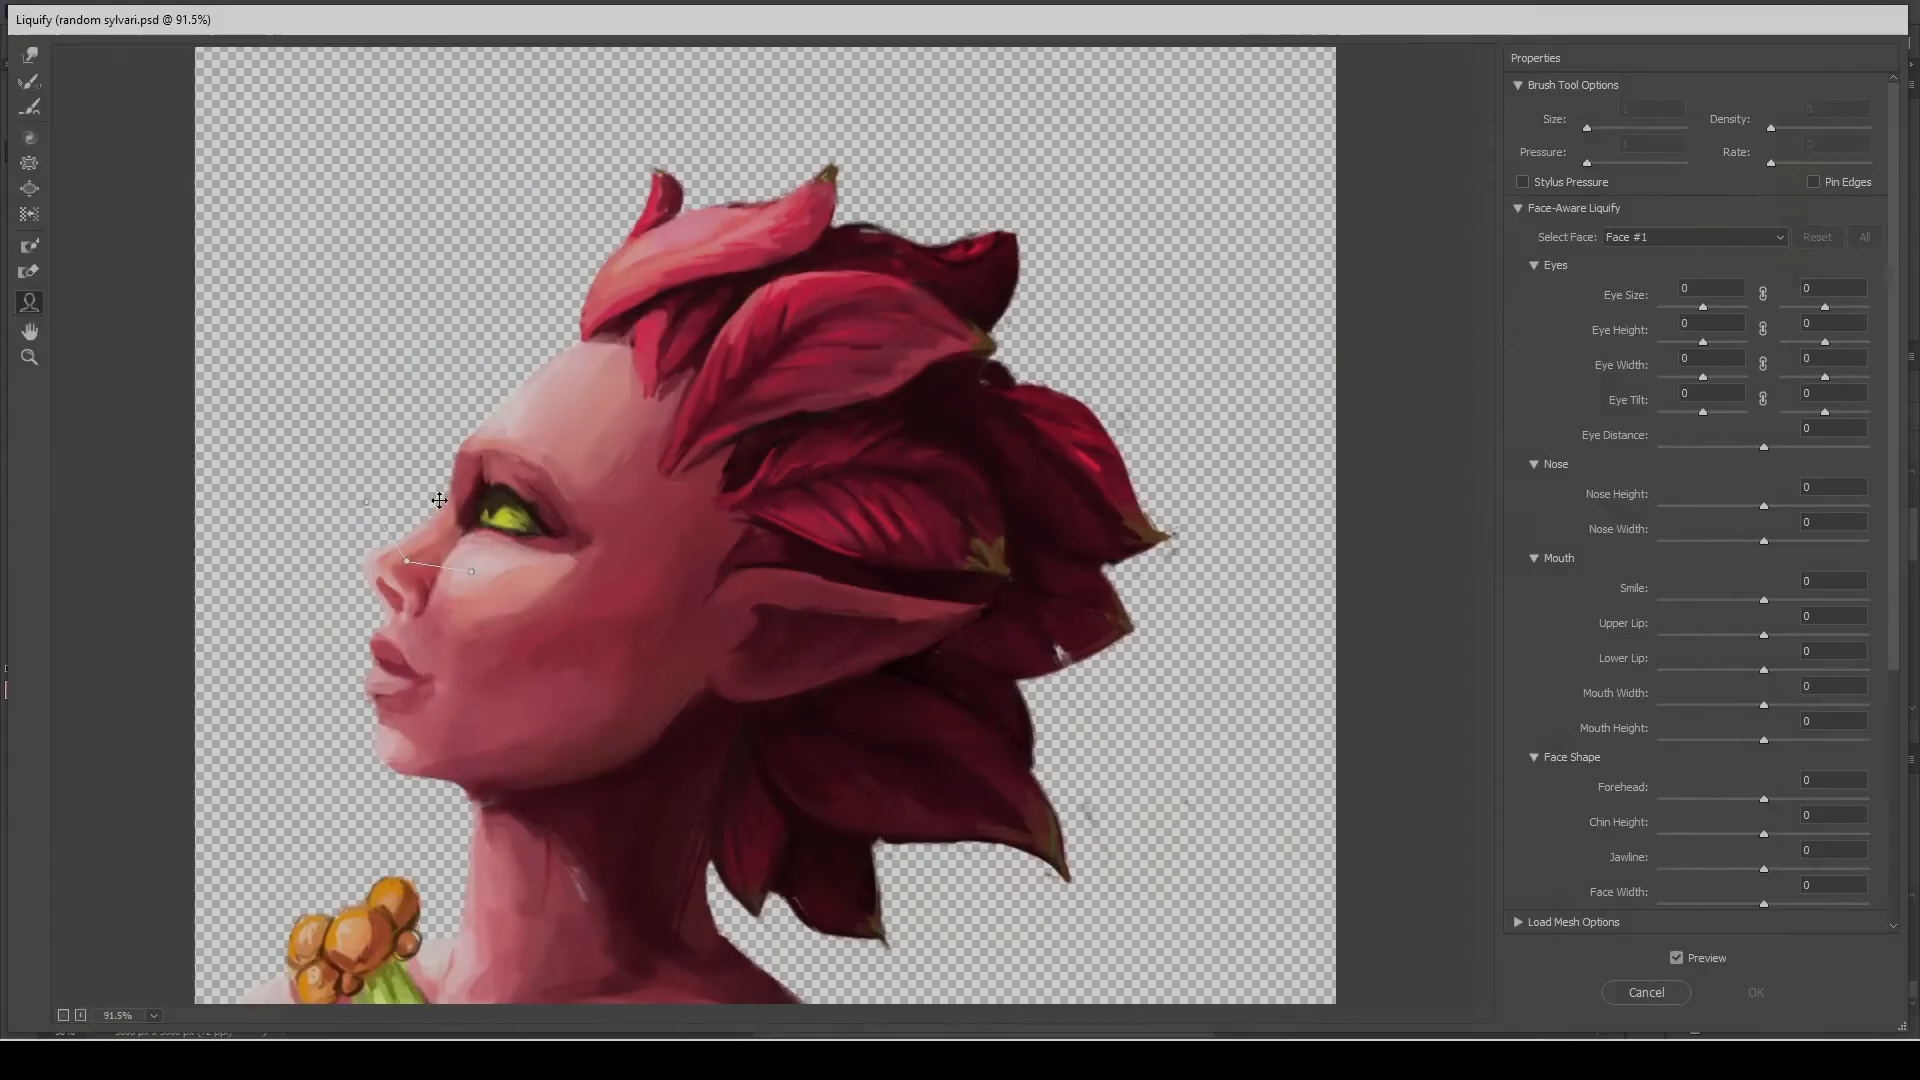 Liquify (random sylvari.psd @ 91.5%)
Properties
Brush Tool Options
Size: 1 Density: 0
Pressure: 1 Rate: 0
Stylus Pressure Pin Edges
Face-Aware Liquify
Select Face: Face #1 Reset All
Eyes
Eye Size: 0 0
Eye Height: 0 0
Eye Width: 0 0
Eye Tilt: 0 0
Eye Distance: 0
Nose
Nose Height: 0
Nose Width: 0
Mouth
Smile: 0
Upper Lip: 0
Lower Lip: 0
Mouth Width: 0
Mouth Height: 0
Face Shape
Forehead: 0
Chin Height: 0
Jawline: 0
Face Width: 0
Load Mesh Options
Preview
Cancel OK
91.5%